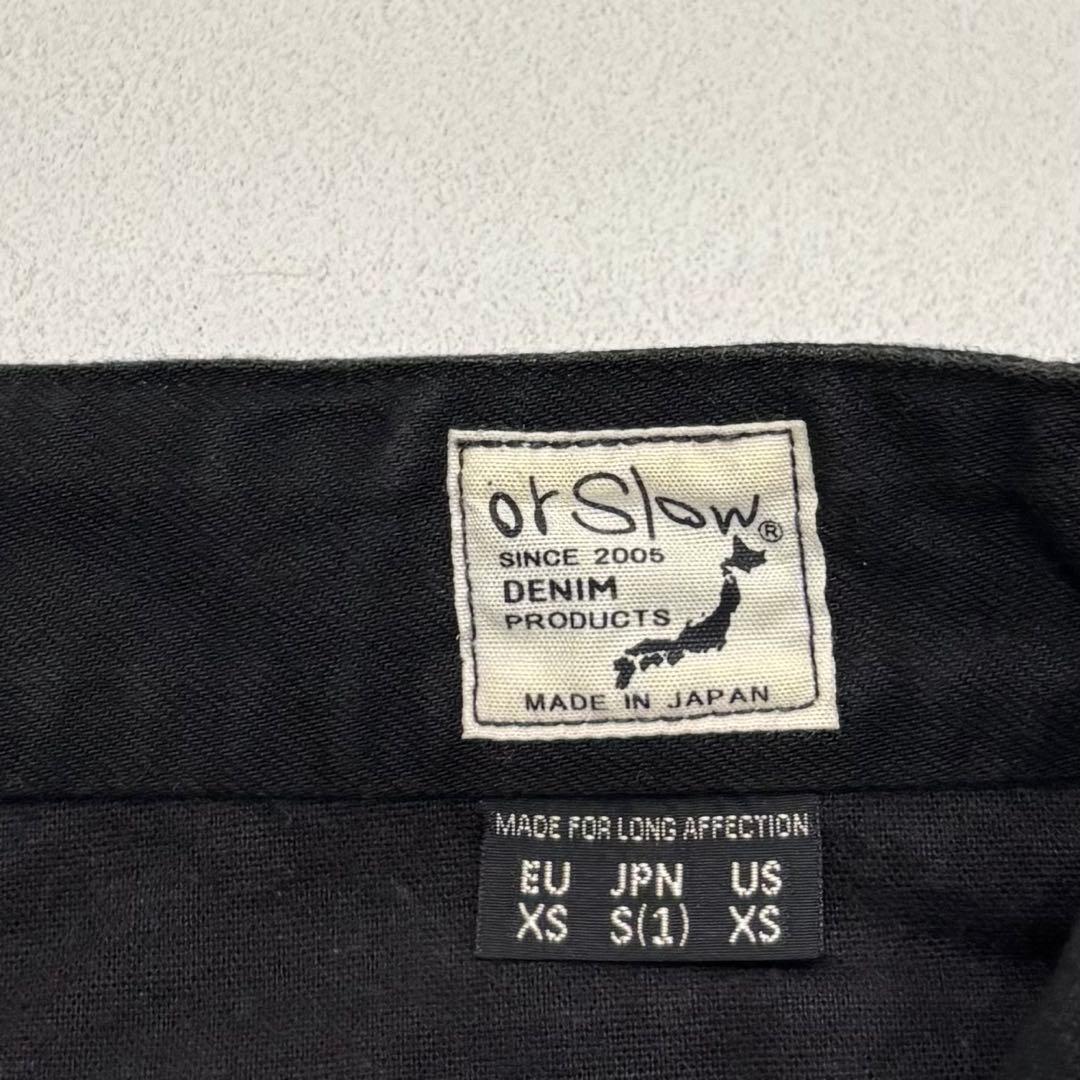 orSlow®
SINCE 2005
DENIM
PRODUCTS
MADE IN JAPAN
MADE FOR LONG AFFECTION
EU JPN US
XS S(1) XS